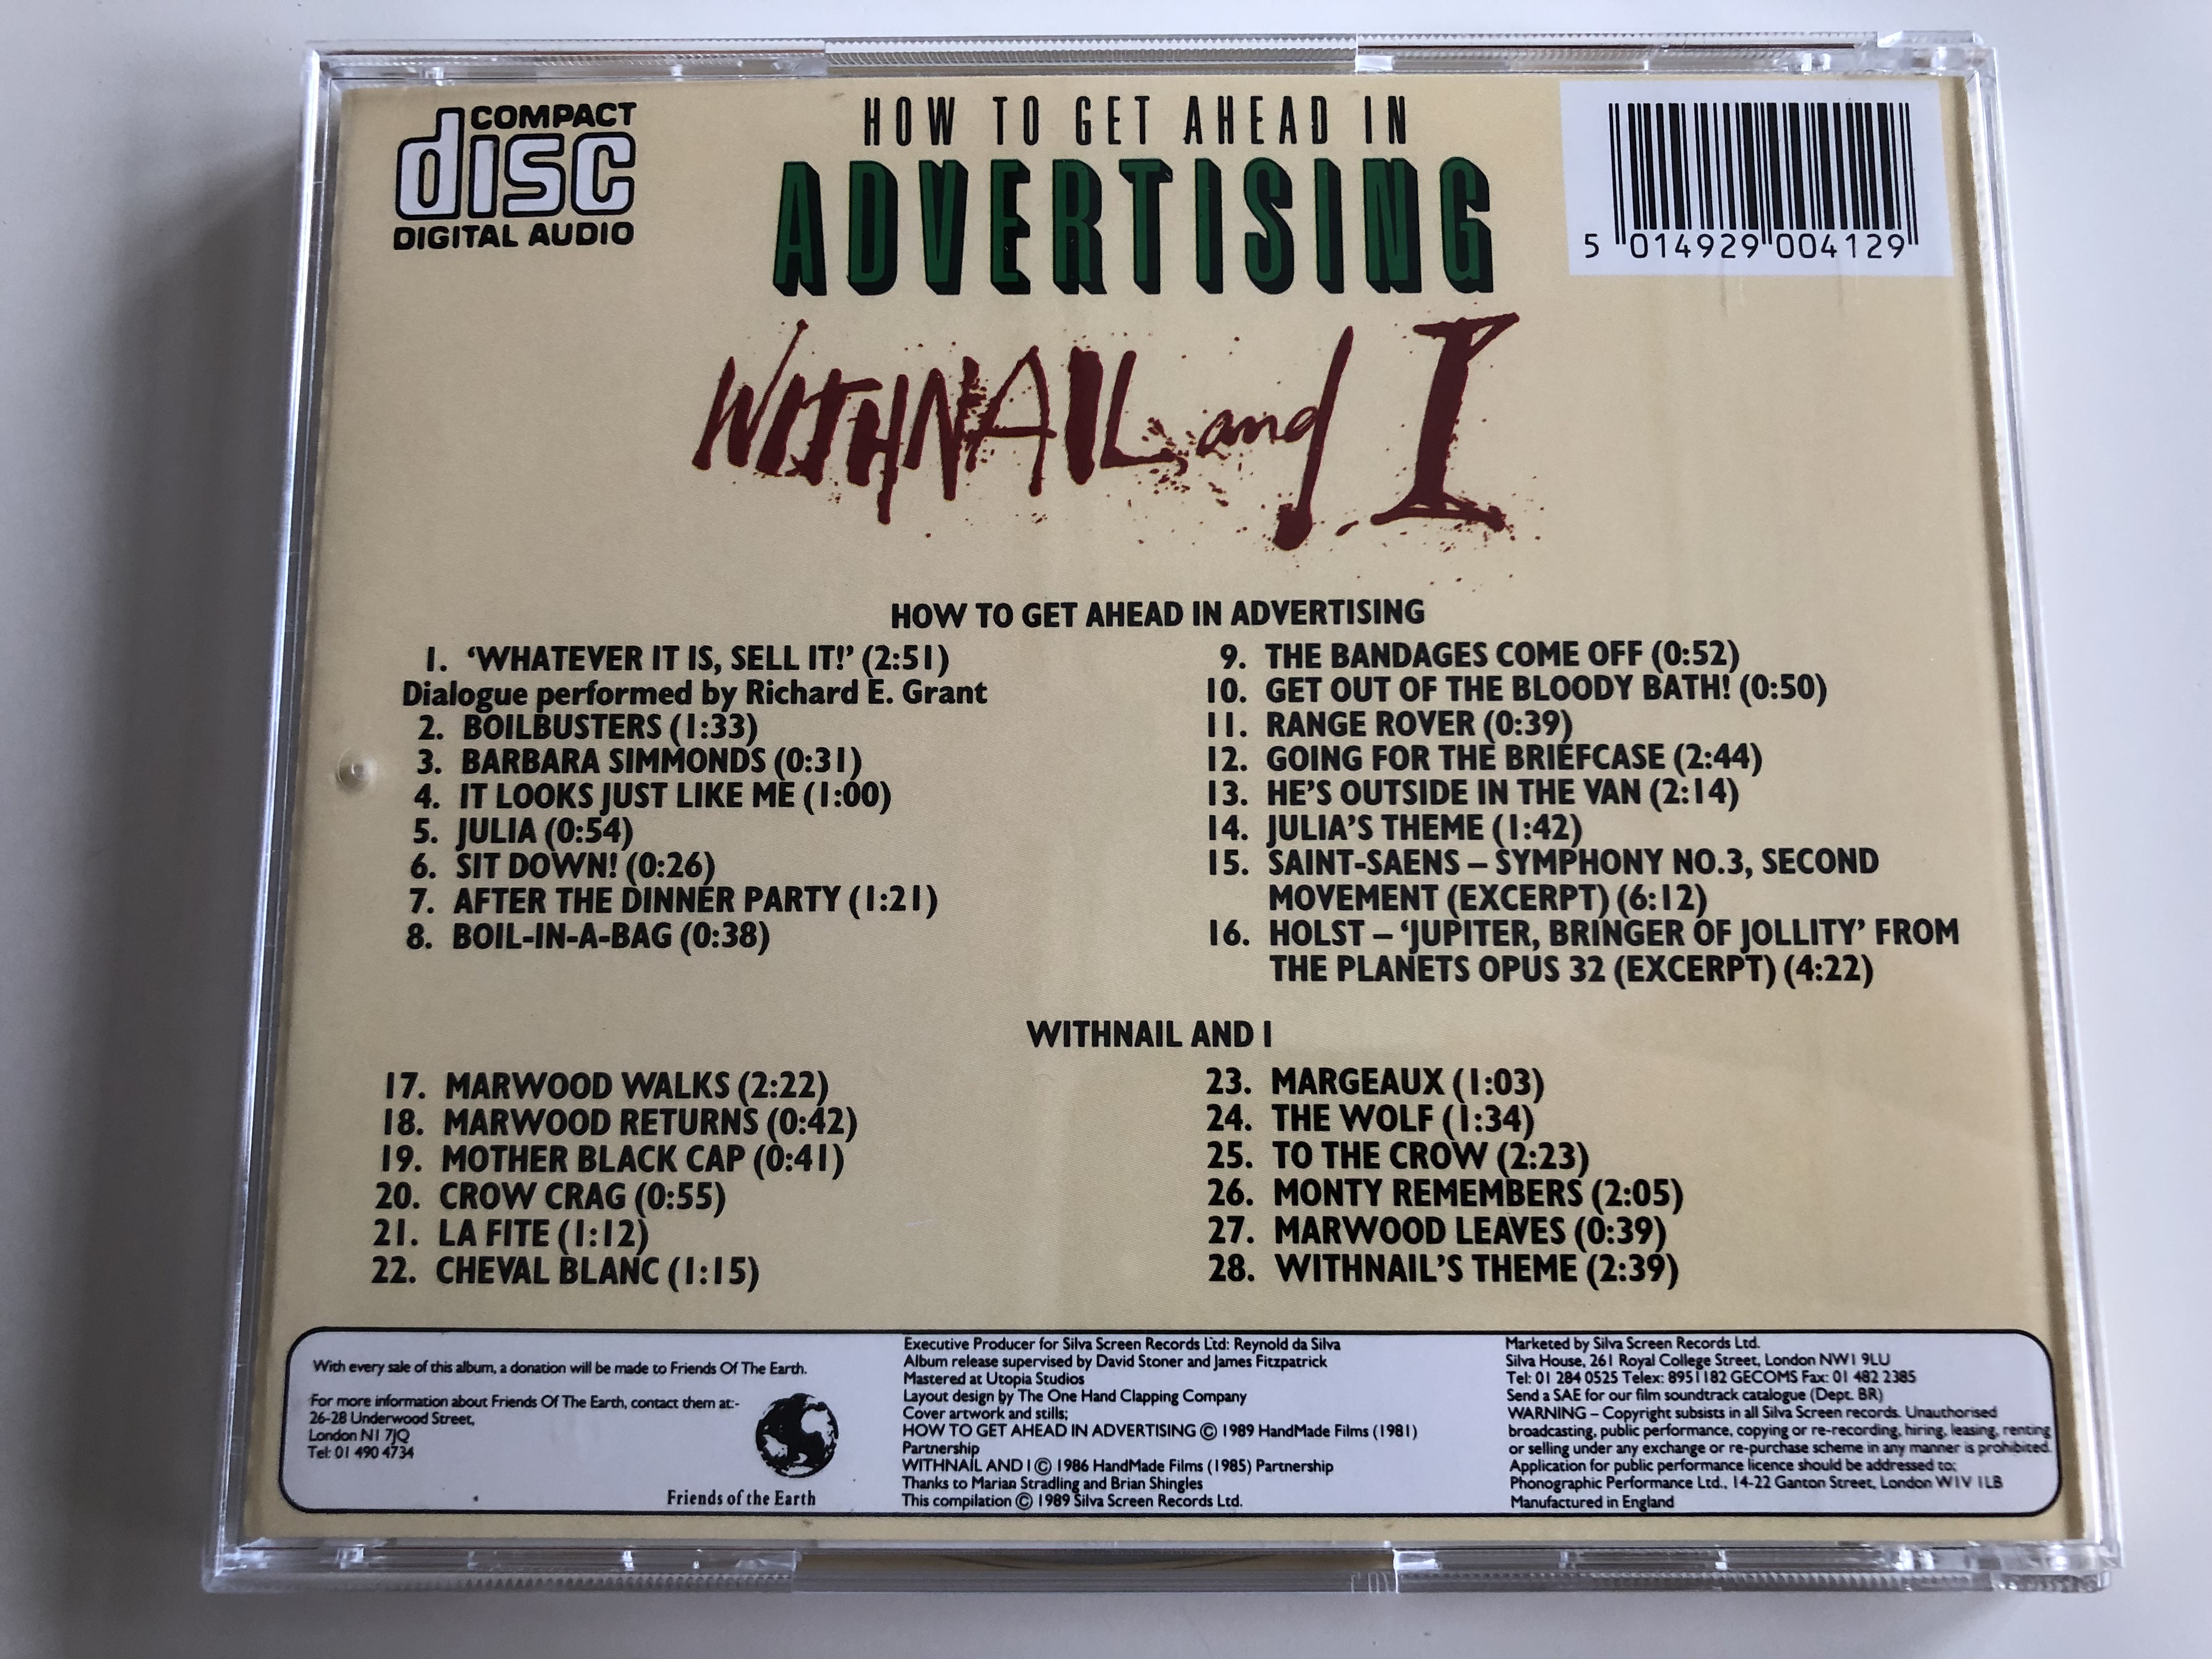 COMPACT
disc
DIGITAL AUDIO
HOW TO GET AHEAD IN
ADVERTISING
WITHNAIL and I
5 014929 004129
HOW TO GET AHEAD IN ADVERTISING
1. ‘WHATEVER IT IS, SELL IT!’ (2:51)
Dialogue performed by Richard E. Grant
2. BOILBUSTERS (1:33)
3. BARBARA SIMMONDS (0:31)
4. IT LOOKS JUST LIKE ME (1:00)
5. JULIA (0:54)
6. SIT DOWN! (0:26)
7. AFTER THE DINNER PARTY (1:21)
8. BOIL-IN-A-BAG (0:38)
9. THE BANDAGES COME OFF (0:52)
10. GET OUT OF THE BLOODY BATH! (0:50)
11. RANGE ROVER (0:39)
12. GOING FOR THE BRIEFCASE (2:44)
13. HE’S OUTSIDE IN THE VAN (2:14)
14. JULIA’S THEME (1:42)
15. SAINT-SAENS – SYMPHONY NO.3, SECOND
MOVEMENT (EXCERPT) (6:12)
16. HOLST – ‘JUPITER, BRINGER OF JOLLITY’ FROM
THE PLANETS OPUS 32 (EXCERPT) (4:22)
WITHNAIL AND I
17. MARWOOD WALKS (2:22)
18. MARWOOD RETURNS (0:42)
19. MOTHER BLACK CAP (0:41)
20. CROW CRAG (0:55)
21. LA FITE (1:12)
22. CHEVAL BLANC (1:15)
23. MARGEAUX (1:03)
24. THE WOLF (1:34)
25. TO THE CROW (2:23)
26. MONTY REMEMBERS (2:05)
27. MARWOOD LEAVES (0:39)
28. WITHNAIL’S THEME (2:39)
With every sale of this album, a donation will be made to Friends Of The Earth.
For more information about Friends Of The Earth, contact them at:-
26-28 Underwood Street,
London N1 7JQ
Tel: 01 490 4734
Friends of the Earth
Executive Producer for Silva Screen Records Ltd: Reynold da Silva
Album release supervised by David Stoner and James Fitzpatrick
Mastered at Utopia Studios
Layout design by The One Hand Clapping Company
Cover artwork and stills;
HOW TO GET AHEAD IN ADVERTISING © 1989 HandMade Films (1981)
Partnership
WITHNAIL AND I © 1986 HandMade Films (1985) Partnership
Thanks to Marian Stradling and Brian Shingles
This compilation © 1989 Silva Screen Records Ltd.
Marketed by Silva Screen Records Ltd.
Silva House, 261 Royal College Street, London NW1 9LU
Tel: 01 284 0525 Telex: 8951182 GECOMS Fax: 01 482 2385
Send a SAE for our film soundtrack catalogue (Dept. BR)
WARNING – Copyright subsists in all Silva Screen records. Unauthorised
broadcasting, public performance, copying or re-recording, hiring, leasing, renting
or selling under any exchange or re-purchase scheme in any manner is prohibited.
Application for public performance licence should be addressed to:
Phonographic Performance Ltd., 14-22 Ganton Street, London W1V 1LB
Manufactured in England